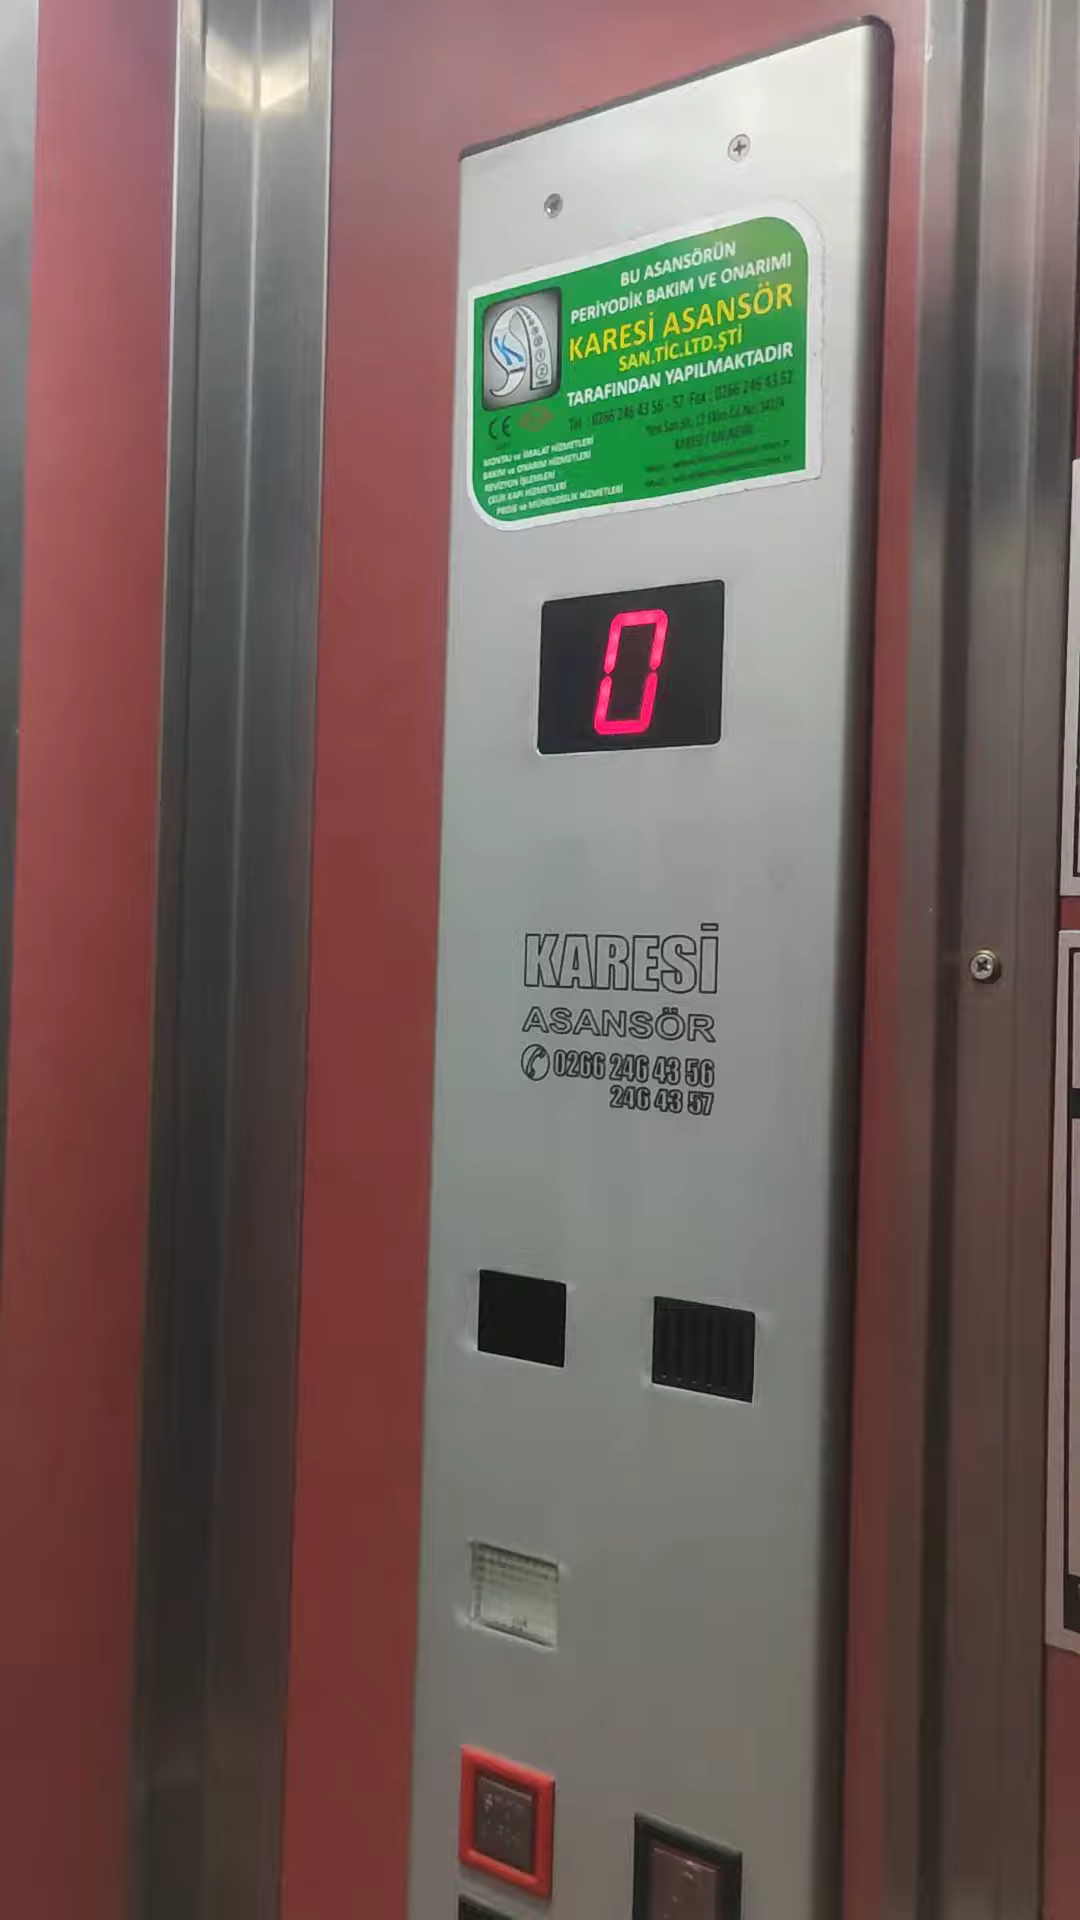 BU ASANSÖRÜN
PERİYODİK BAKIM VE ONARIMI
KARESİ ASANSÖR
SAN.TİC.LTD.ŞTİ
TARAFINDAN YAPILMAKTADIR
Tel : 0266 246 43 56 - 57 Fax : 0266 246 43 52
K
CE
MONTAJ ve İMALAT HİZMETLERİ
BAKIM ve ONARIM HİZMETLERİ
REVİZYON İŞLEMLERİ
ÇELİK KAPI HİZMETLERİ
PROJE ve MÜHENDİSLİK HİZMETLERİ
0
KARESİ
ASANSÖR
0266 246 43 56
246 43 57